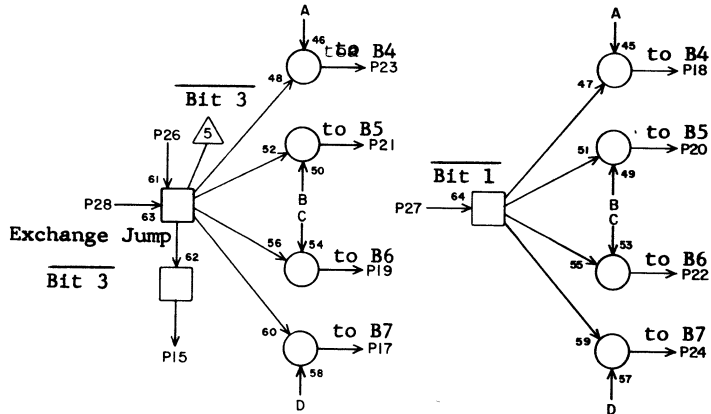 A
46
to B4
P23
48
Bit 3
5
P26
to B5
P21
52
50
61
P28
63
B
C
Exchange Jump
62
56
54
to B6
P19
Bit 3
60
to B7
P17
58
P15
D
A
45
to B4
P18
47
to B5
P20
51
49
Bit 1
64
P27
B
C
53
55
to B6
P22
59
to B7
P24
57
D